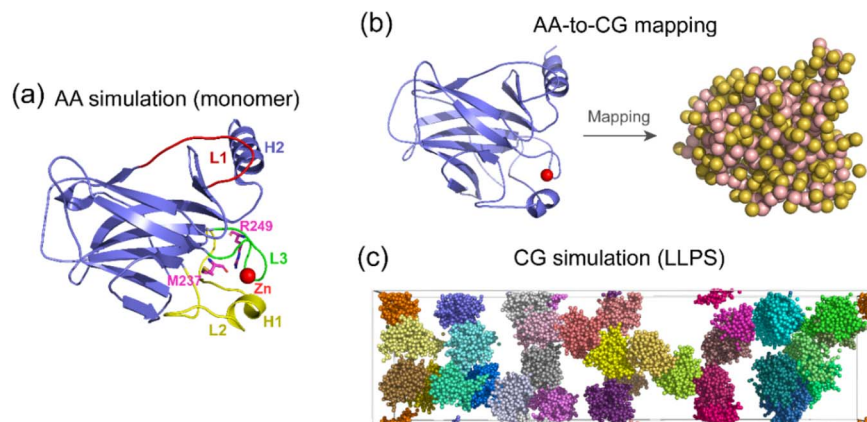 (a) AA simulation (monomer)
L1
H2
R249
L3
M237
Zn
L2
H1
(b) AA-to-CG mapping
Mapping
(c) CG simulation (LLPS)